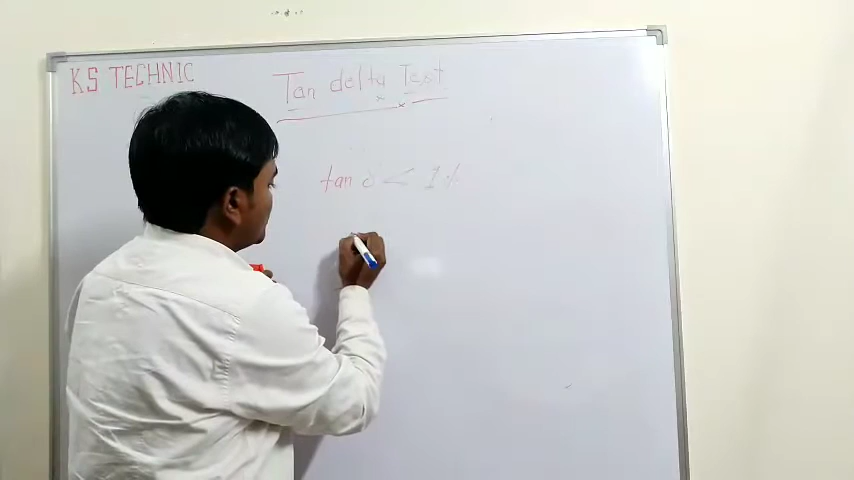 KS TECHNIC
Tan delta Test
tan δ < 1%